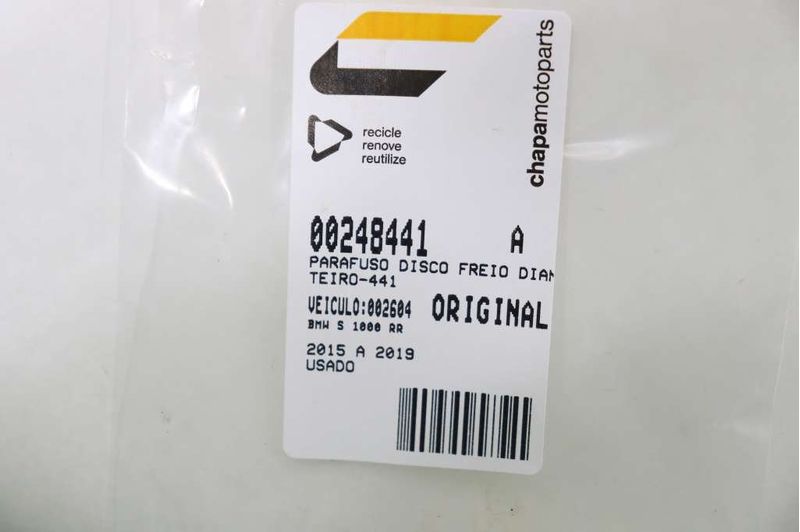 chapamotoparts
recicle
renove
reutilize
00248441 A
PARAFUSO DISCO FREIO DIAN
TEIRO-441
VEICULO:002604 ORIGINAL
BMW S 1000 RR
2015 A 2019
USADO